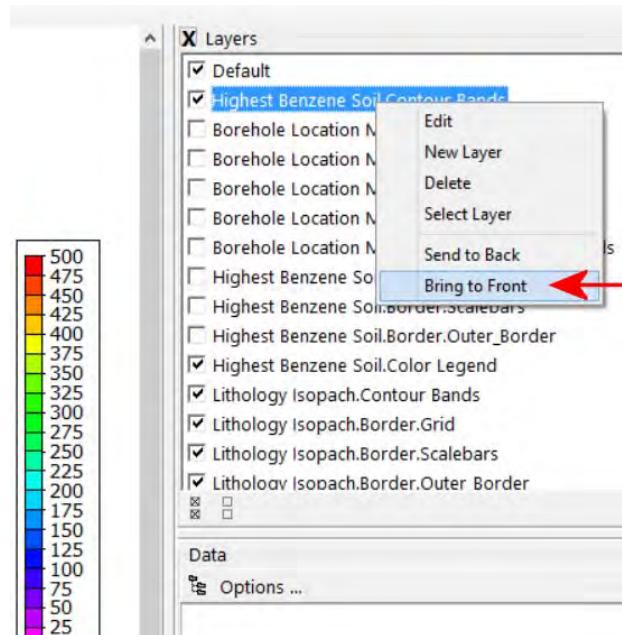 X Layers
Default
Highest Benzene Soil.Contour Bands
Borehole Location
Borehole Location
Borehole Location
Borehole Location
Borehole Location
Highest Benzene So
Highest Benzene Soil.Border.Scalebars
Highest Benzene Soil.Border.Outer_Border
Highest Benzene Soil.Color Legend
Lithology Isopach.Contour Bands
Lithology Isopach.Border.Grid
Lithology Isopach.Border.Scalebars
Lithology Isopach.Border.Outer Border
Edit
New Layer
Delete
Select Layer
Send to Back
Bring to Front
Data
Options ...
500
475
450
425
400
375
350
325
300
275
250
225
200
175
150
125
100
75
50
25